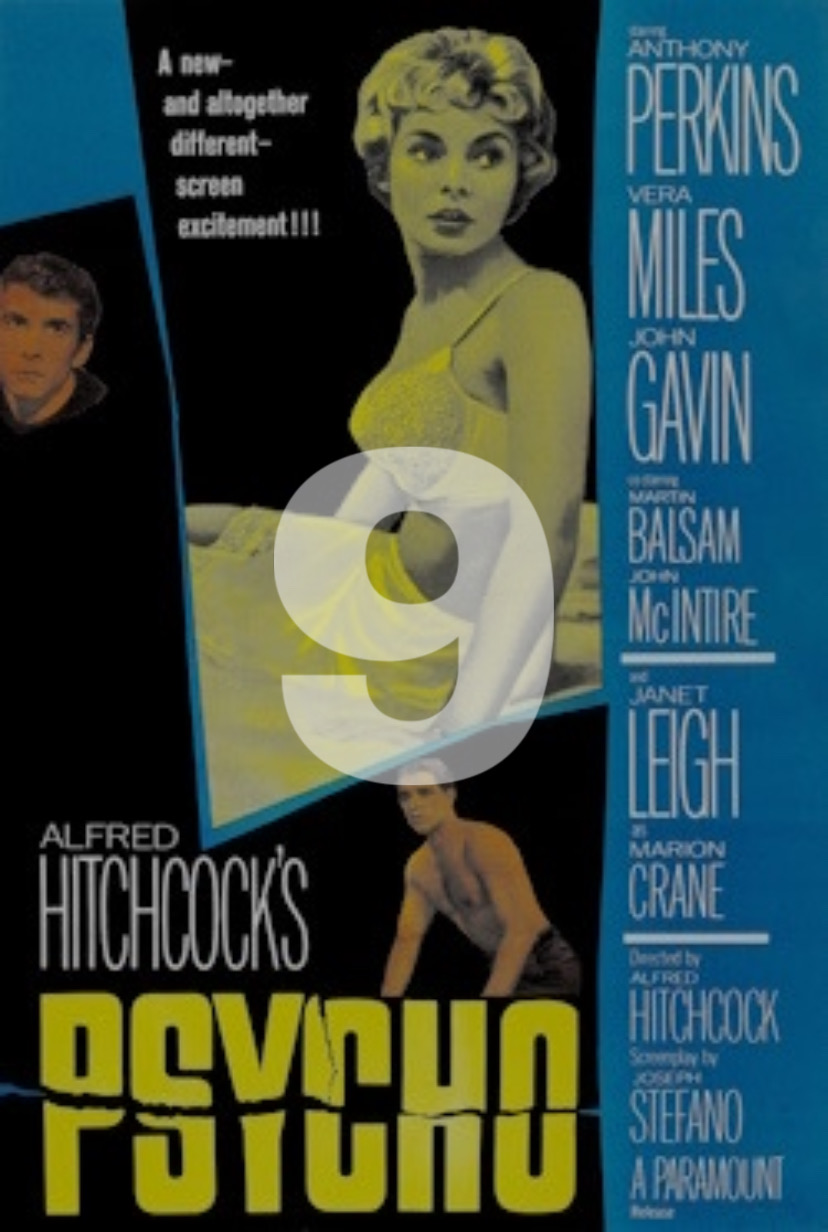 A new-
and altogether
different-
screen
excitement!!!
9
ALFRED
HITCHCOCK'S
PSYCHO
starring
ANTHONY
PERKINS
VERA
MILES
JOHN
GAVIN
co-starring
MARTIN
BALSAM
JOHN
McINTIRE
and
JANET
LEIGH
as
MARION
CRANE
Directed by
ALFRED
HITCHCOCK
Screenplay by
JOSEPH
STEFANO
A PARAMOUNT
Release